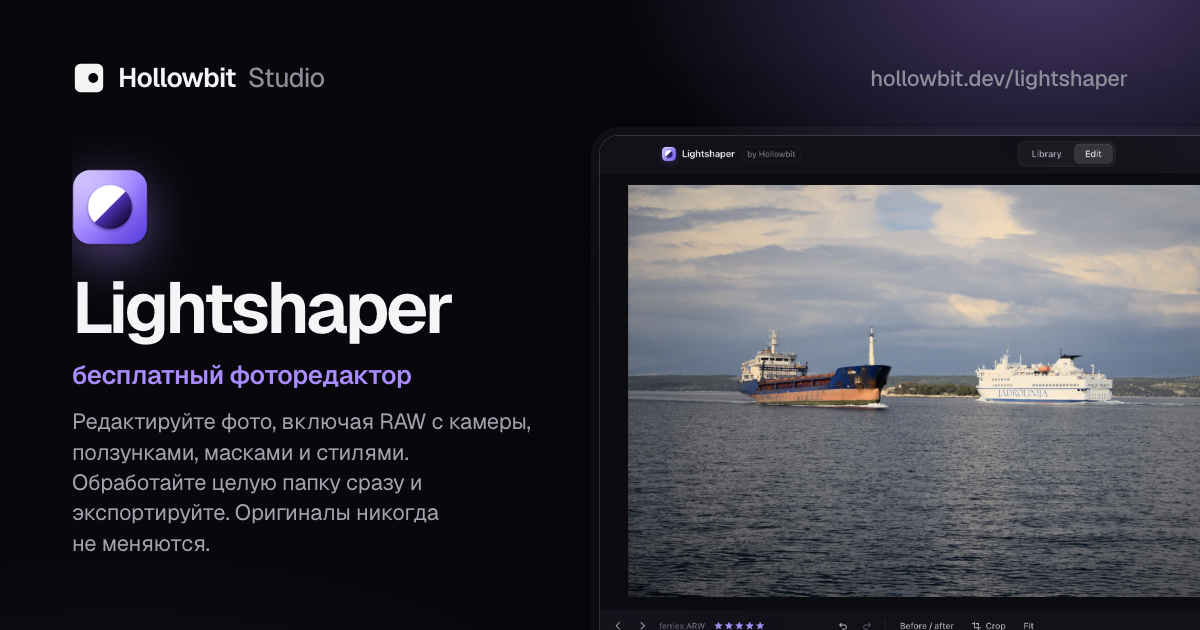 Hollowbit Studio
hollowbit.dev/lightshaper
Lightshaper by Hollowbit
Library Edit
Lightshaper
бесплатный фоторедактор
Редактируйте фото, включая RAW с камеры,
ползунками, масками и стилями.
Обработайте целую папку сразу и
экспортируйте. Оригиналы никогда
не меняются.
JADROLINIJA
ferries.ARW
Before / after Crop Fit